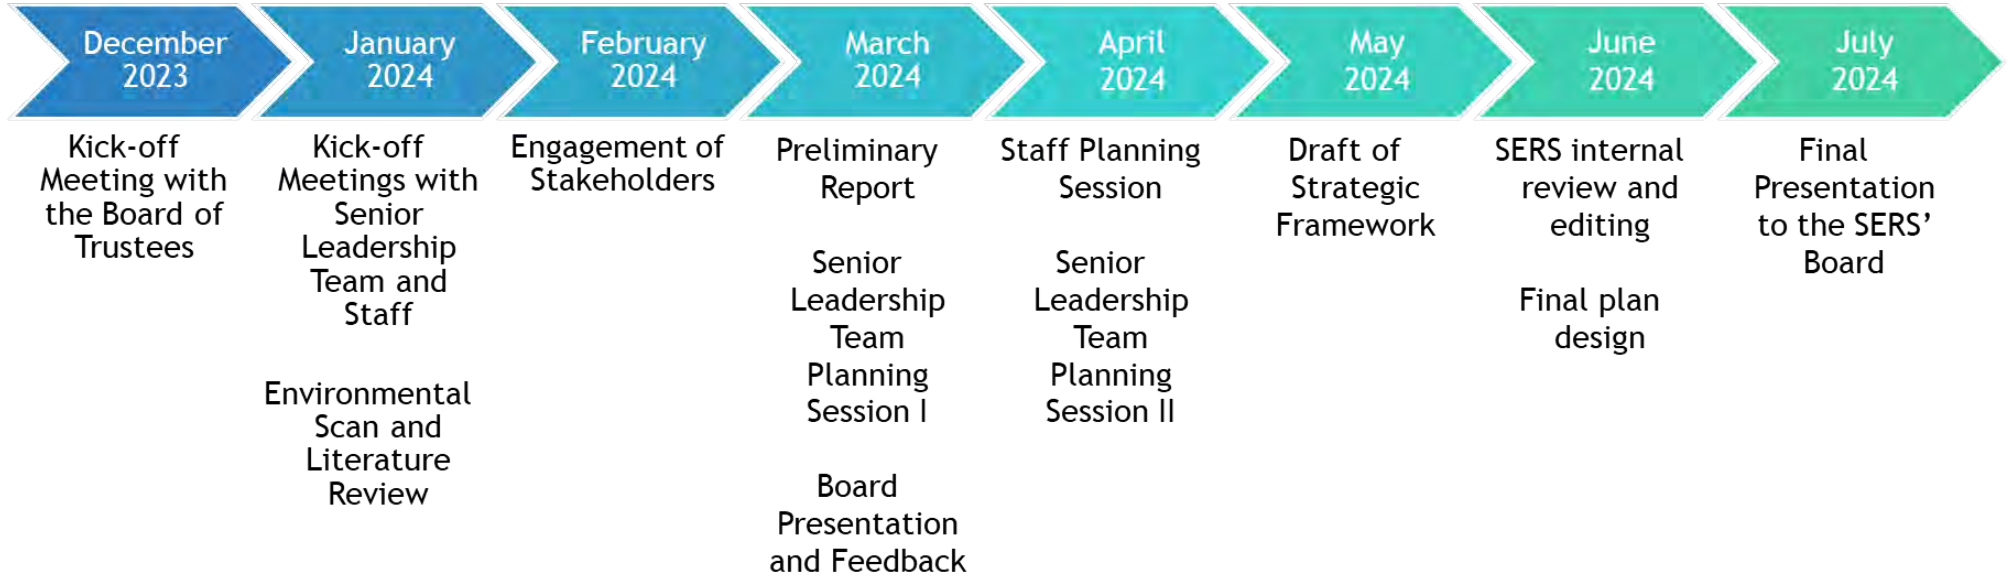 December
2023
January
2024
February
2024
March
2024
April
2024
May
2024
June
2024
July
2024
Kick-off
Meeting with
the Board of
Trustees
Kick-off
Meetings with
Senior
Leadership
Team and
Staff
Environmental
Scan and
Literature
Review
Engagement of
Stakeholders
Preliminary
Report
Senior
Leadership
Team
Planning
Session I
Board
Presentation
and Feedback
Staff Planning
Session
Senior
Leadership
Team
Planning
Session II
Draft of
Strategic
Framework
SERS internal
review and
editing
Final plan
design
Final
Presentation
to the SERS’
Board